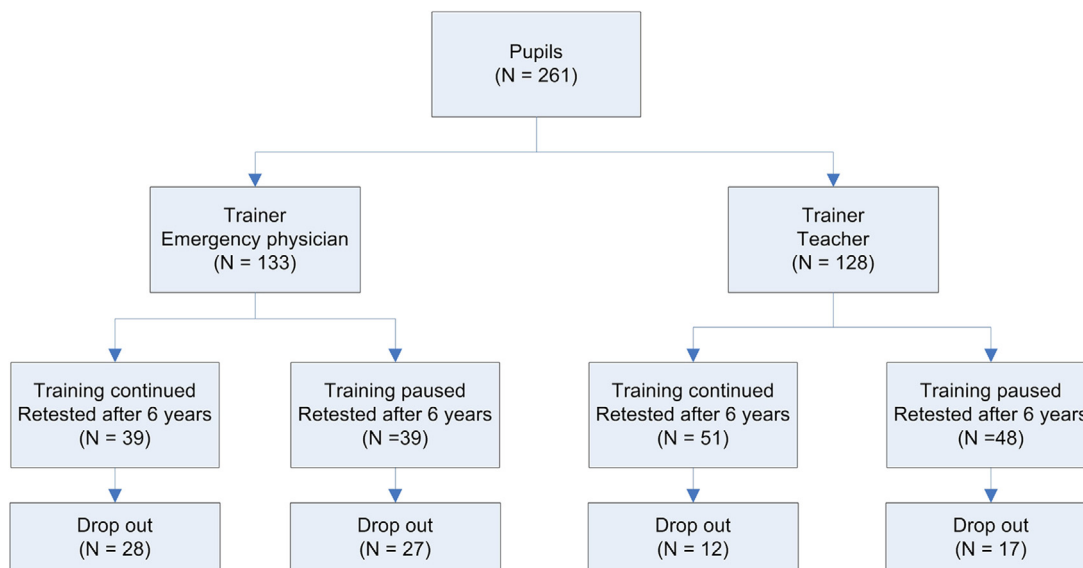 Pupils
(N = 261)
Trainer
Emergency physician
(N = 133)
Trainer
Teacher
(N = 128)
Training continued
Retested after 6 years
(N = 39)
Training paused
Retested after 6 years
(N =39)
Training continued
Retested after 6 years
(N = 51)
Training paused
Retested after 6 years
(N =48)
Drop out
(N = 28)
Drop out
(N = 27)
Drop out
(N = 12)
Drop out
(N = 17)